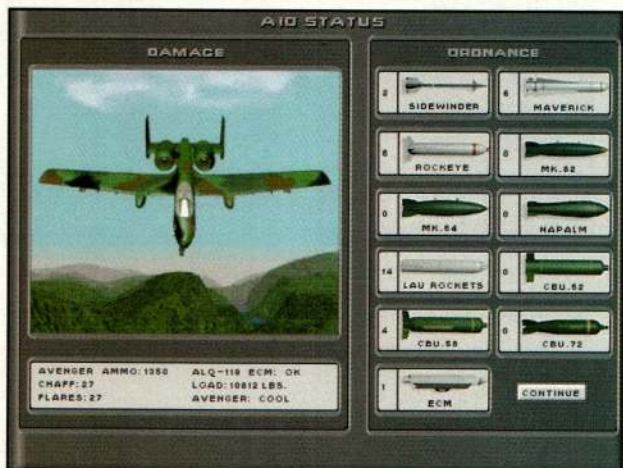 A10 STATUS
DAMAGE
ORDNANCE
2 SIDEWINDER
6 MAVERICK
6 ROCKEYE
0 MK.82
0 MK.84
0 NAPALM
14 LAU ROCKETS
0 CBU.52
4 CBU.58
0 CBU.72
1 ECM
CONTINUE
AVENGER AMMO:1350 ALQ-119 ECM: OK
CHAFF:27 LOAD:10812 LBS.
FLARES:27 AVENGER: COOL